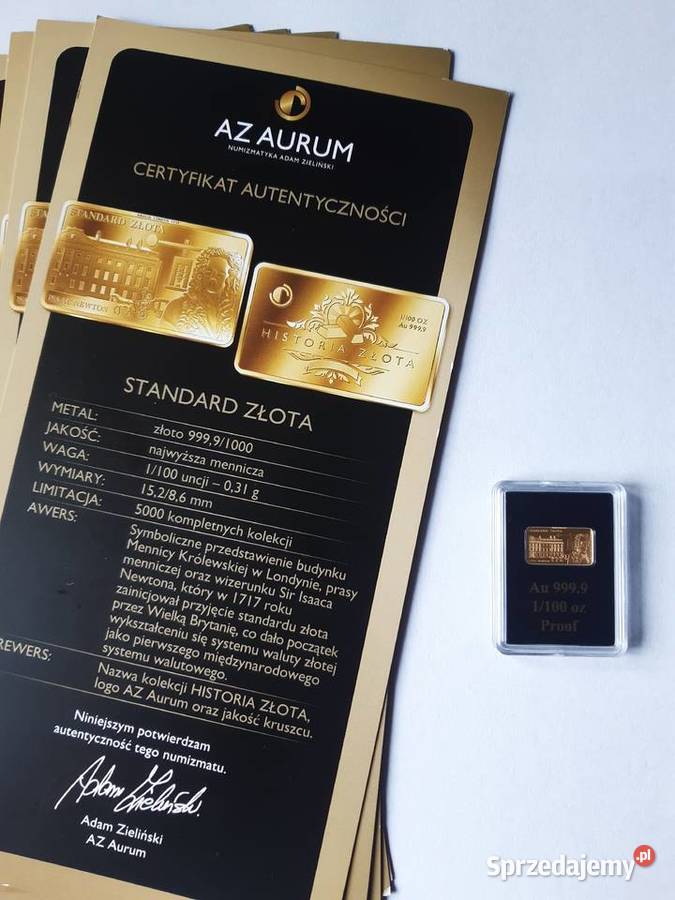 AZ AURUM
NUMIZMATYKA ADAM ZIELIŃSKI
CERTYFIKAT AUTENTYCZNOŚCI
STANDARD ZŁOTA
ISAAC NEWTON
1/100 OZ
Au 999,9
HISTORIA ZŁOTA
STANDARD ZŁOTA
METAL: złoto 999,9/1000
JAKOŚĆ: najwyższa mennicza
WAGA: 1/100 uncji – 0,31 g
WYMIARY: 15,2/8,6 mm
LIMITACJA: 5000 kompletnych kolekcji
AWERS: Symboliczne przedstawienie budynku
Mennicy Królewskiej w Londynie, prasy
menniczej oraz wizerunku Sir Isaaca
Newtona, który w 1717 roku
zainicjował przyjęcie standardu złota
przez Wielką Brytanię, co dało początek
wykształceniu się systemu waluty złotej
jako pierwszego międzynarodowego
systemu walutowego.
REWERS: Nazwa kolekcji HISTORIA ZŁOTA,
logo AZ Aurum oraz jakość kruszcu.
Niniejszym potwierdzam
autentyczność tego numizmatu.
Adam Zieliński
Adam Zieliński
AZ Aurum
Au 999,9
1/100 oz
Proof
Sprzedajemy.pl